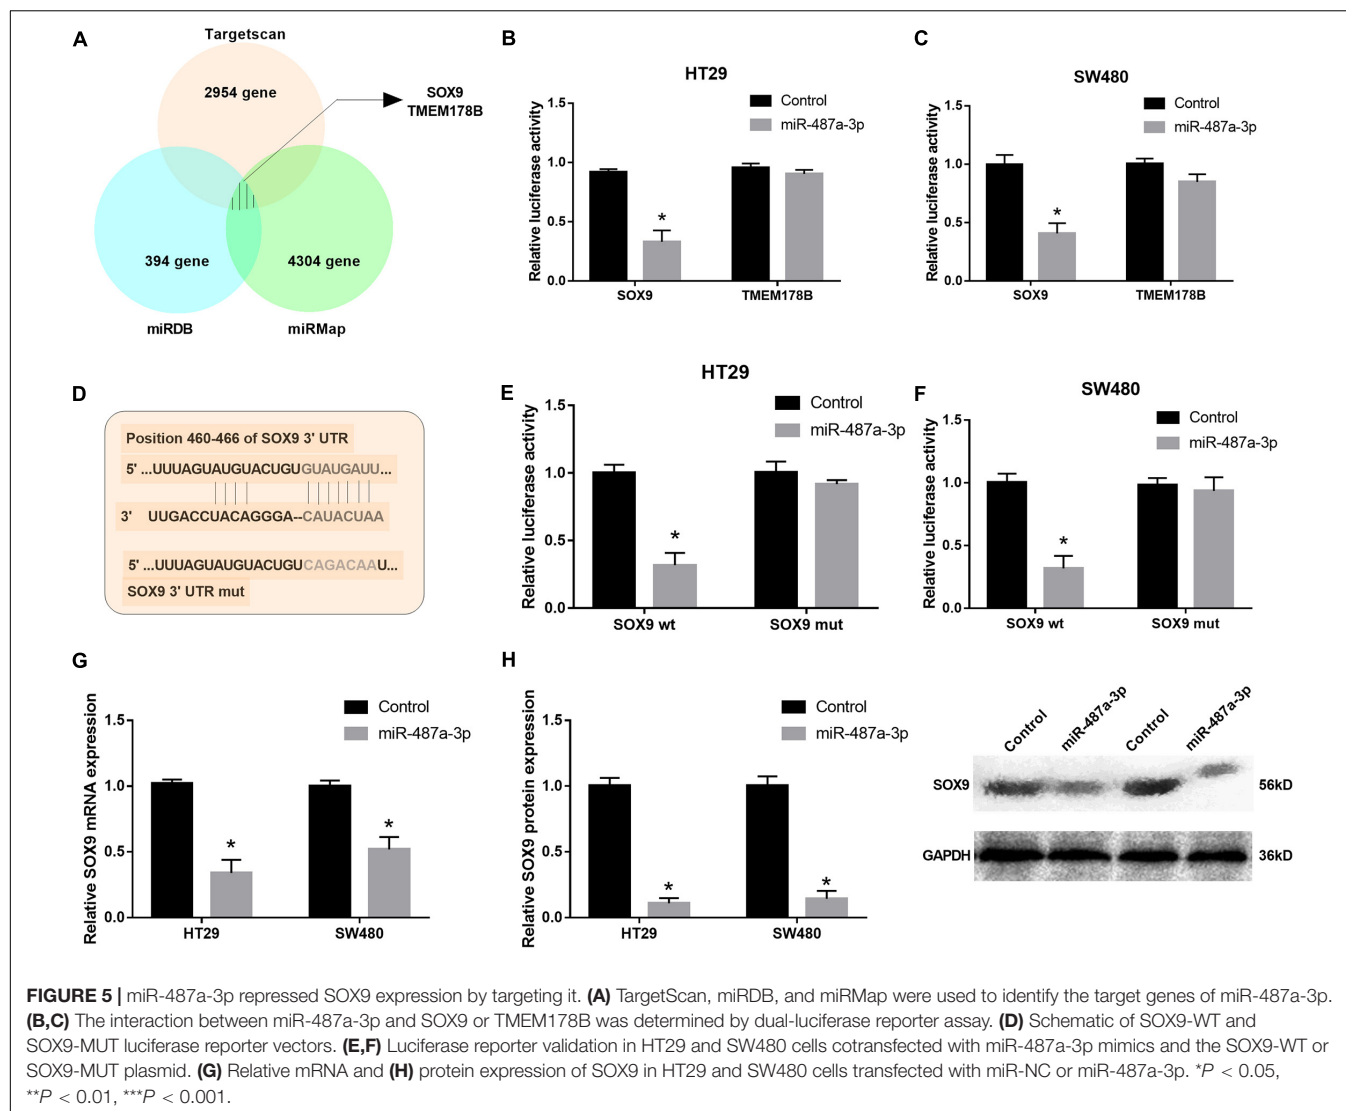 A
Targetscan
2954 gene
SOX9
TMEM178B
394 gene
4304 gene
miRDB
miRMap
B
HT29
Control
miR-487a-3p
Relative luciferase activity
1.5
1.0
0.5
0.0
*
SOX9
TMEM178B
C
SW480
Control
miR-487a-3p
Relative luciferase activity
1.5
1.0
0.5
0.0
*
SOX9
TMEM178B
D
Position 460-466 of SOX9 3' UTR
5' ...UUUAGUAUGUACUGUGUAUGAUU...
3' UUGACCUACAGGGA--CAUACUAA
5' ...UUUAGUAUGUACUGUCAGACAAU...
SOX9 3' UTR mut
E
HT29
Control
miR-487a-3p
Relative luciferase activity
1.5
1.0
0.5
0.0
*
SOX9 wt
SOX9 mut
F
SW480
Control
miR-487a-3p
Relative luciferase activity
1.5
1.0
0.5
0.0
*
SOX9 wt
SOX9 mut
G
Control
miR-487a-3p
Relative SOX9 mRNA expression
1.5
1.0
0.5
0.0
*
*
HT29
SW480
H
Control
miR-487a-3p
Relative SOX9 protein expression
1.5
1.0
0.5
0.0
*
*
HT29
SW480
Control
miR-487a-3p
Control
miR-487a-3p
SOX9
56kD
GAPDH
36kD
FIGURE 5 | miR-487a-3p repressed SOX9 expression by targeting it. (A) TargetScan, miRDB, and miRMap were used to identify the target genes of miR-487a-3p.
(B,C) The interaction between miR-487a-3p and SOX9 or TMEM178B was determined by dual-luciferase reporter assay. (D) Schematic of SOX9-WT and
SOX9-MUT luciferase reporter vectors. (E,F) Luciferase reporter validation in HT29 and SW480 cells cotransfected with miR-487a-3p mimics and the SOX9-WT or
SOX9-MUT plasmid. (G) Relative mRNA and (H) protein expression of SOX9 in HT29 and SW480 cells transfected with miR-NC or miR-487a-3p. *P < 0.05,
**P < 0.01, ***P < 0.001.